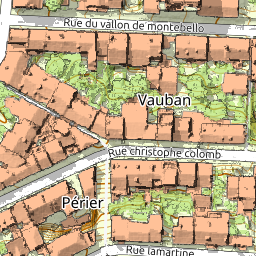 Rue du vallon de montebello
Vauban
Rue christophe colomb
Périer
Rue lamartine